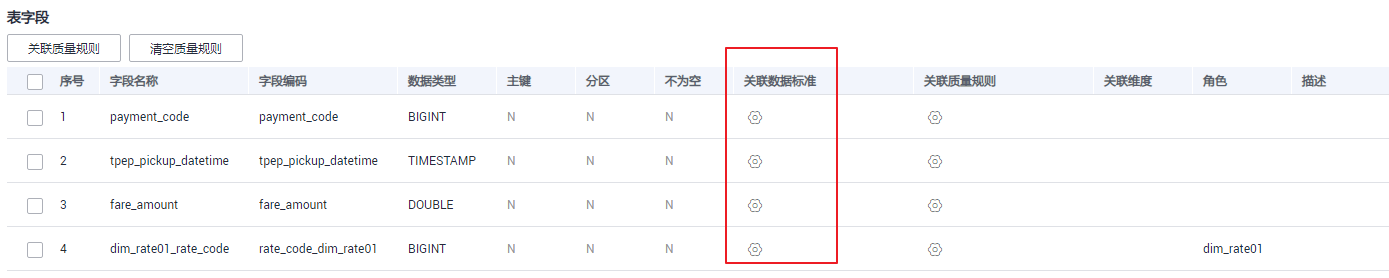 表字段
关联质量规则 清空质量规则
序号 字段名称 字段编码 数据类型 主键 分区 不为空 关联数据标准 关联质量规则 关联维度 角色 描述
1 payment_code payment_code BIGINT N N N
2 tpep_pickup_datetime tpep_pickup_datetime TIMESTAMP N N N
3 fare_amount fare_amount DOUBLE N N N
4 dim_rate01_rate_code rate_code_dim_rate01 BIGINT N N N dim_rate01